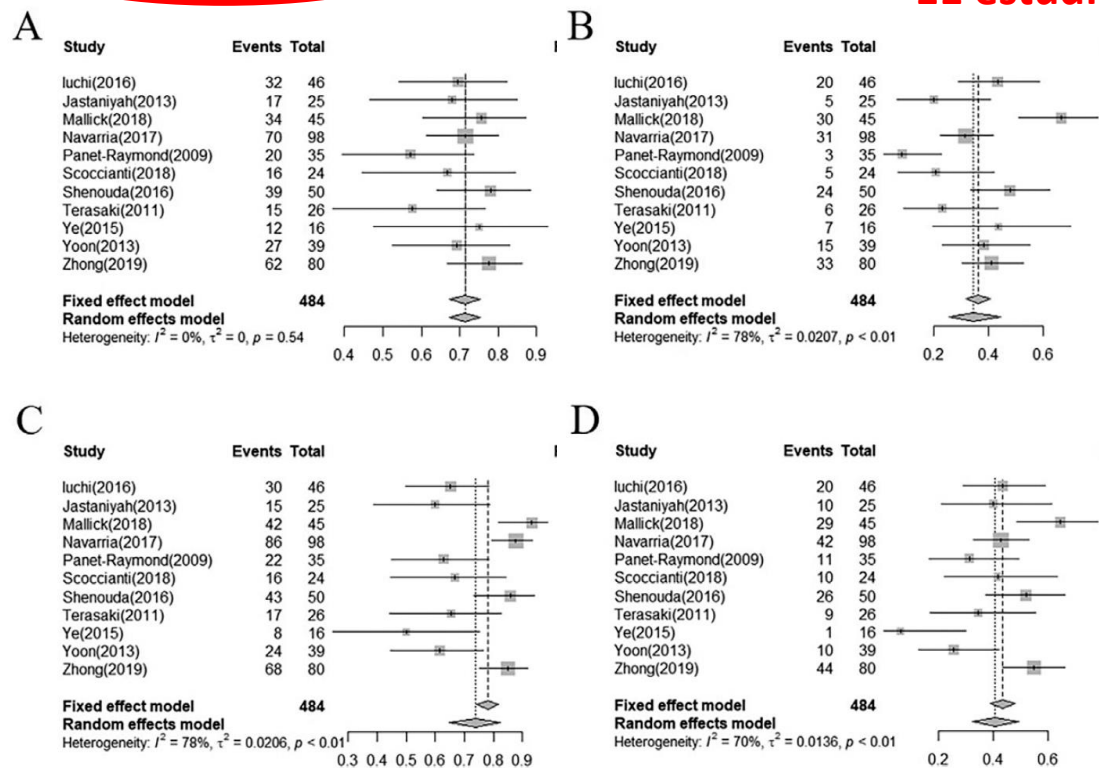 A
Study Events Total
Iuchi(2016) 32 46
Jastaniyah(2013) 17 25
Mallick(2018) 34 45
Navarria(2017) 70 98
Panet-Raymond(2009) 20 35
Scoccianti(2018) 16 24
Shenouda(2016) 39 50
Terasaki(2011) 15 26
Ye(2015) 12 16
Yoon(2013) 27 39
Zhong(2019) 62 80
Fixed effect model 484
Random effects model
Heterogeneity: I² = 0%, τ² = 0, p = 0.54
0.4 0.5 0.6 0.7 0.8 0.9
B
Study Events Total
Iuchi(2016) 20 46
Jastaniyah(2013) 5 25
Mallick(2018) 30 45
Navarria(2017) 31 98
Panet-Raymond(2009) 3 35
Scoccianti(2018) 5 24
Shenouda(2016) 24 50
Terasaki(2011) 6 26
Ye(2015) 7 16
Yoon(2013) 15 39
Zhong(2019) 33 80
Fixed effect model 484
Random effects model
Heterogeneity: I² = 78%, τ² = 0.0207, p < 0.01
0.2 0.4 0.6
C
Study Events Total
Iuchi(2016) 30 46
Jastaniyah(2013) 15 25
Mallick(2018) 42 45
Navarria(2017) 86 98
Panet-Raymond(2009) 22 35
Scoccianti(2018) 16 24
Shenouda(2016) 43 50
Terasaki(2011) 17 26
Ye(2015) 8 16
Yoon(2013) 24 39
Zhong(2019) 68 80
Fixed effect model 484
Random effects model
Heterogeneity: I² = 78%, τ² = 0.0206, p < 0.01
0.3 0.4 0.5 0.6 0.7 0.8 0.9
D
Study Events Total
Iuchi(2016) 20 46
Jastaniyah(2013) 10 25
Mallick(2018) 29 45
Navarria(2017) 42 98
Panet-Raymond(2009) 11 35
Scoccianti(2018) 10 24
Shenouda(2016) 26 50
Terasaki(2011) 9 26
Ye(2015) 1 16
Yoon(2013) 10 39
Zhong(2019) 44 80
Fixed effect model 484
Random effects model
Heterogeneity: I² = 70%, τ² = 0.0136, p < 0.01
0.2 0.4 0.6